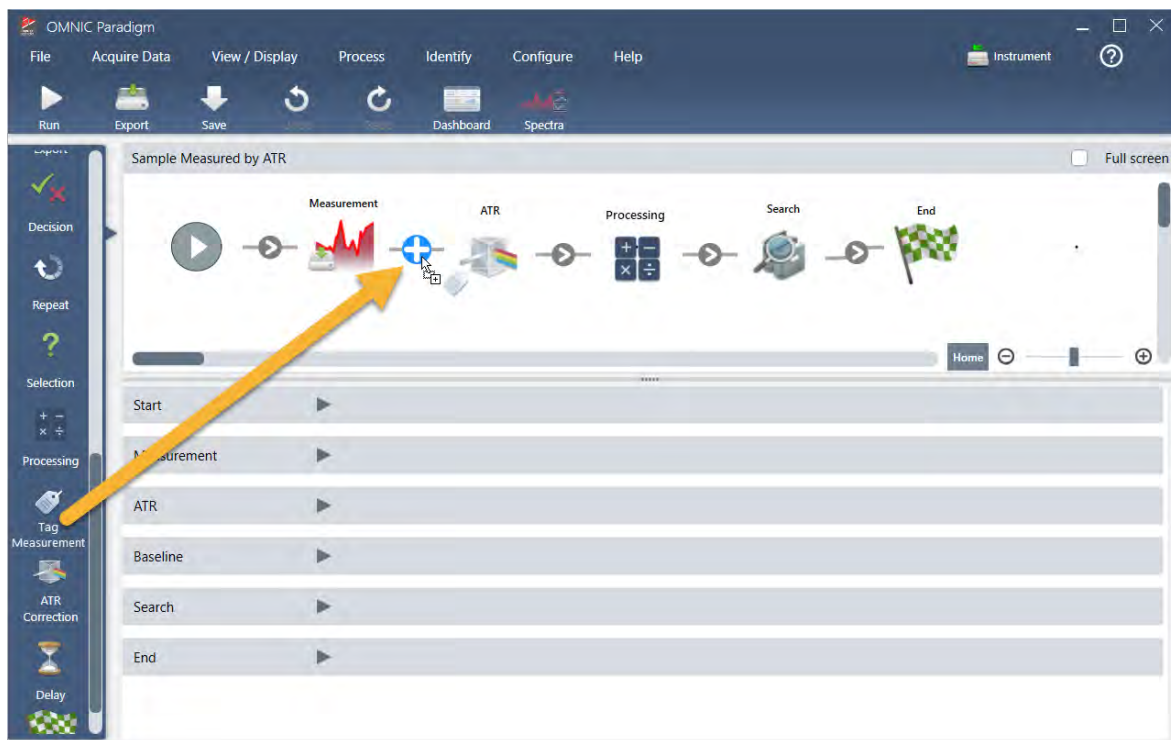 OMNIC Paradigm
File Acquire Data View / Display Process Identify Configure Help Instrument
Run Export Save Dashboard Spectra
Export
Decision
Repeat
Selection
Processing
Tag
Measurement
ATR
Correction
Delay
Sample Measured by ATR Full screen
Measurement ATR Processing Search End
Home
Start
Measurement
ATR
Baseline
Search
End